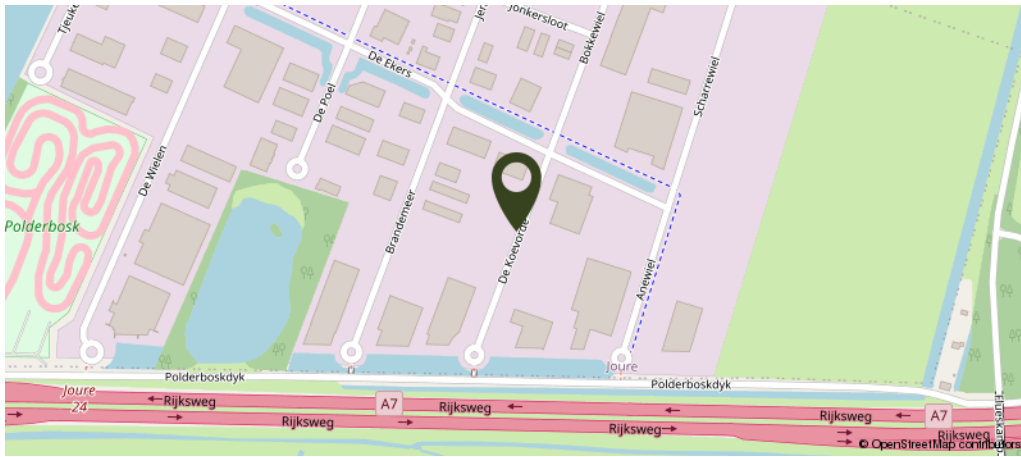 Jonkersloot
De Ekers
Bokkewiel
Scharrewiel
De Poel
De Wielen
Polderbosk
Brandemeer
De Koevorde
Anewiel
Joure
Polderboskdyk
Polderboskdyk
Joure
24
Rijksweg
A7
Rijksweg
Rijksweg
A7
Rijksweg
Rijksweg
Rijksweg
© OpenStreetMap contributors